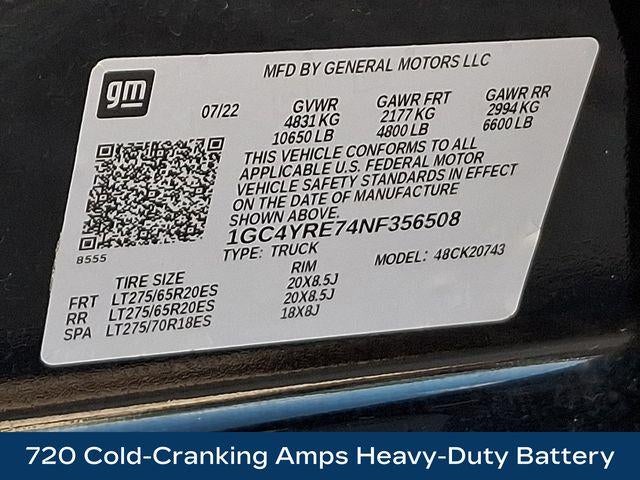 gm
MFD BY GENERAL MOTORS LLC
07/22
GVWR
4831 KG
10650 LB
GAWR FRT
2177 KG
4800 LB
GAWR RR
2994 KG
6600 LB
THIS VEHICLE CONFORMS TO ALL
APPLICABLE U.S. FEDERAL MOTOR
VEHICLE SAFETY STANDARDS IN EFFECT
ON THE DATE OF MANUFACTURE
SHOWN ABOVE.
1GC4YRE74NF356508
TYPE: TRUCK
MODEL: 48CK20743
8555
TIRE SIZE RIM
FRT LT275/65R20ES 20X8.5J
RR LT275/65R20ES 20X8.5J
SPA LT275/70R18ES 18X8J
720 Cold-Cranking Amps Heavy-Duty Battery